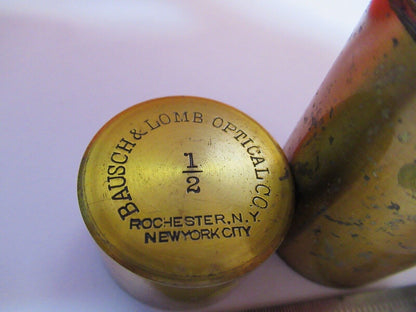 BAUSCH & LOMB OPTICAL CO.
1/2
ROCHESTER, N.Y.
NEW YORK CITY